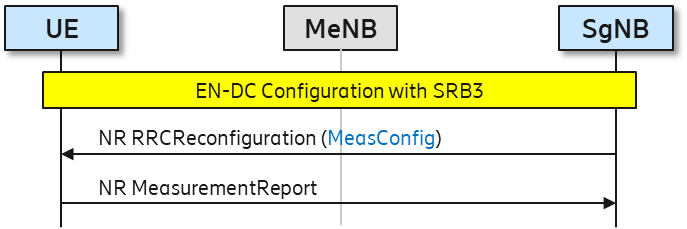 UE
MeNB
SgNB
EN-DC Configuration with SRB3
NR RRCReconfiguration (MeasConfig)
NR MeasurementReport